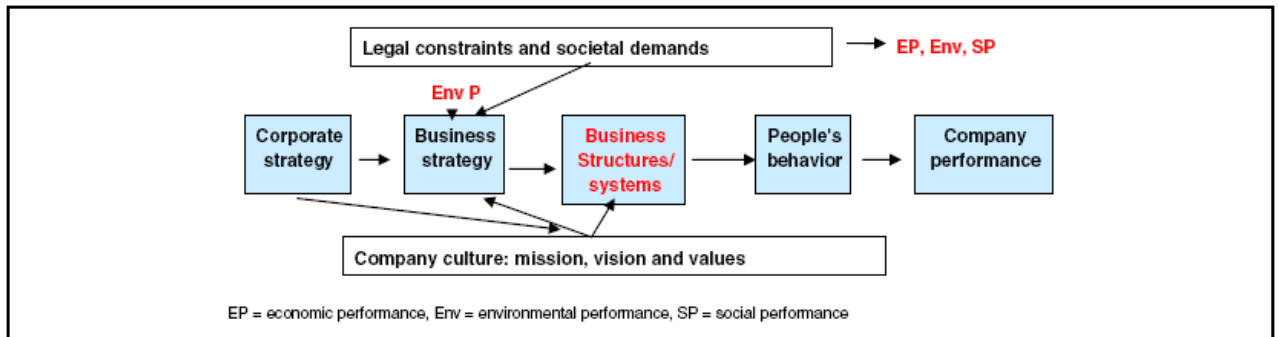 Legal constraints and societal demands
EP, Env, SP
Env P
Corporate
strategy
Business
strategy
Business
Structures/
systems
People's
behavior
Company
performance
Company culture: mission, vision and values
EP = economic performance, Env = environmental performance, SP = social performance